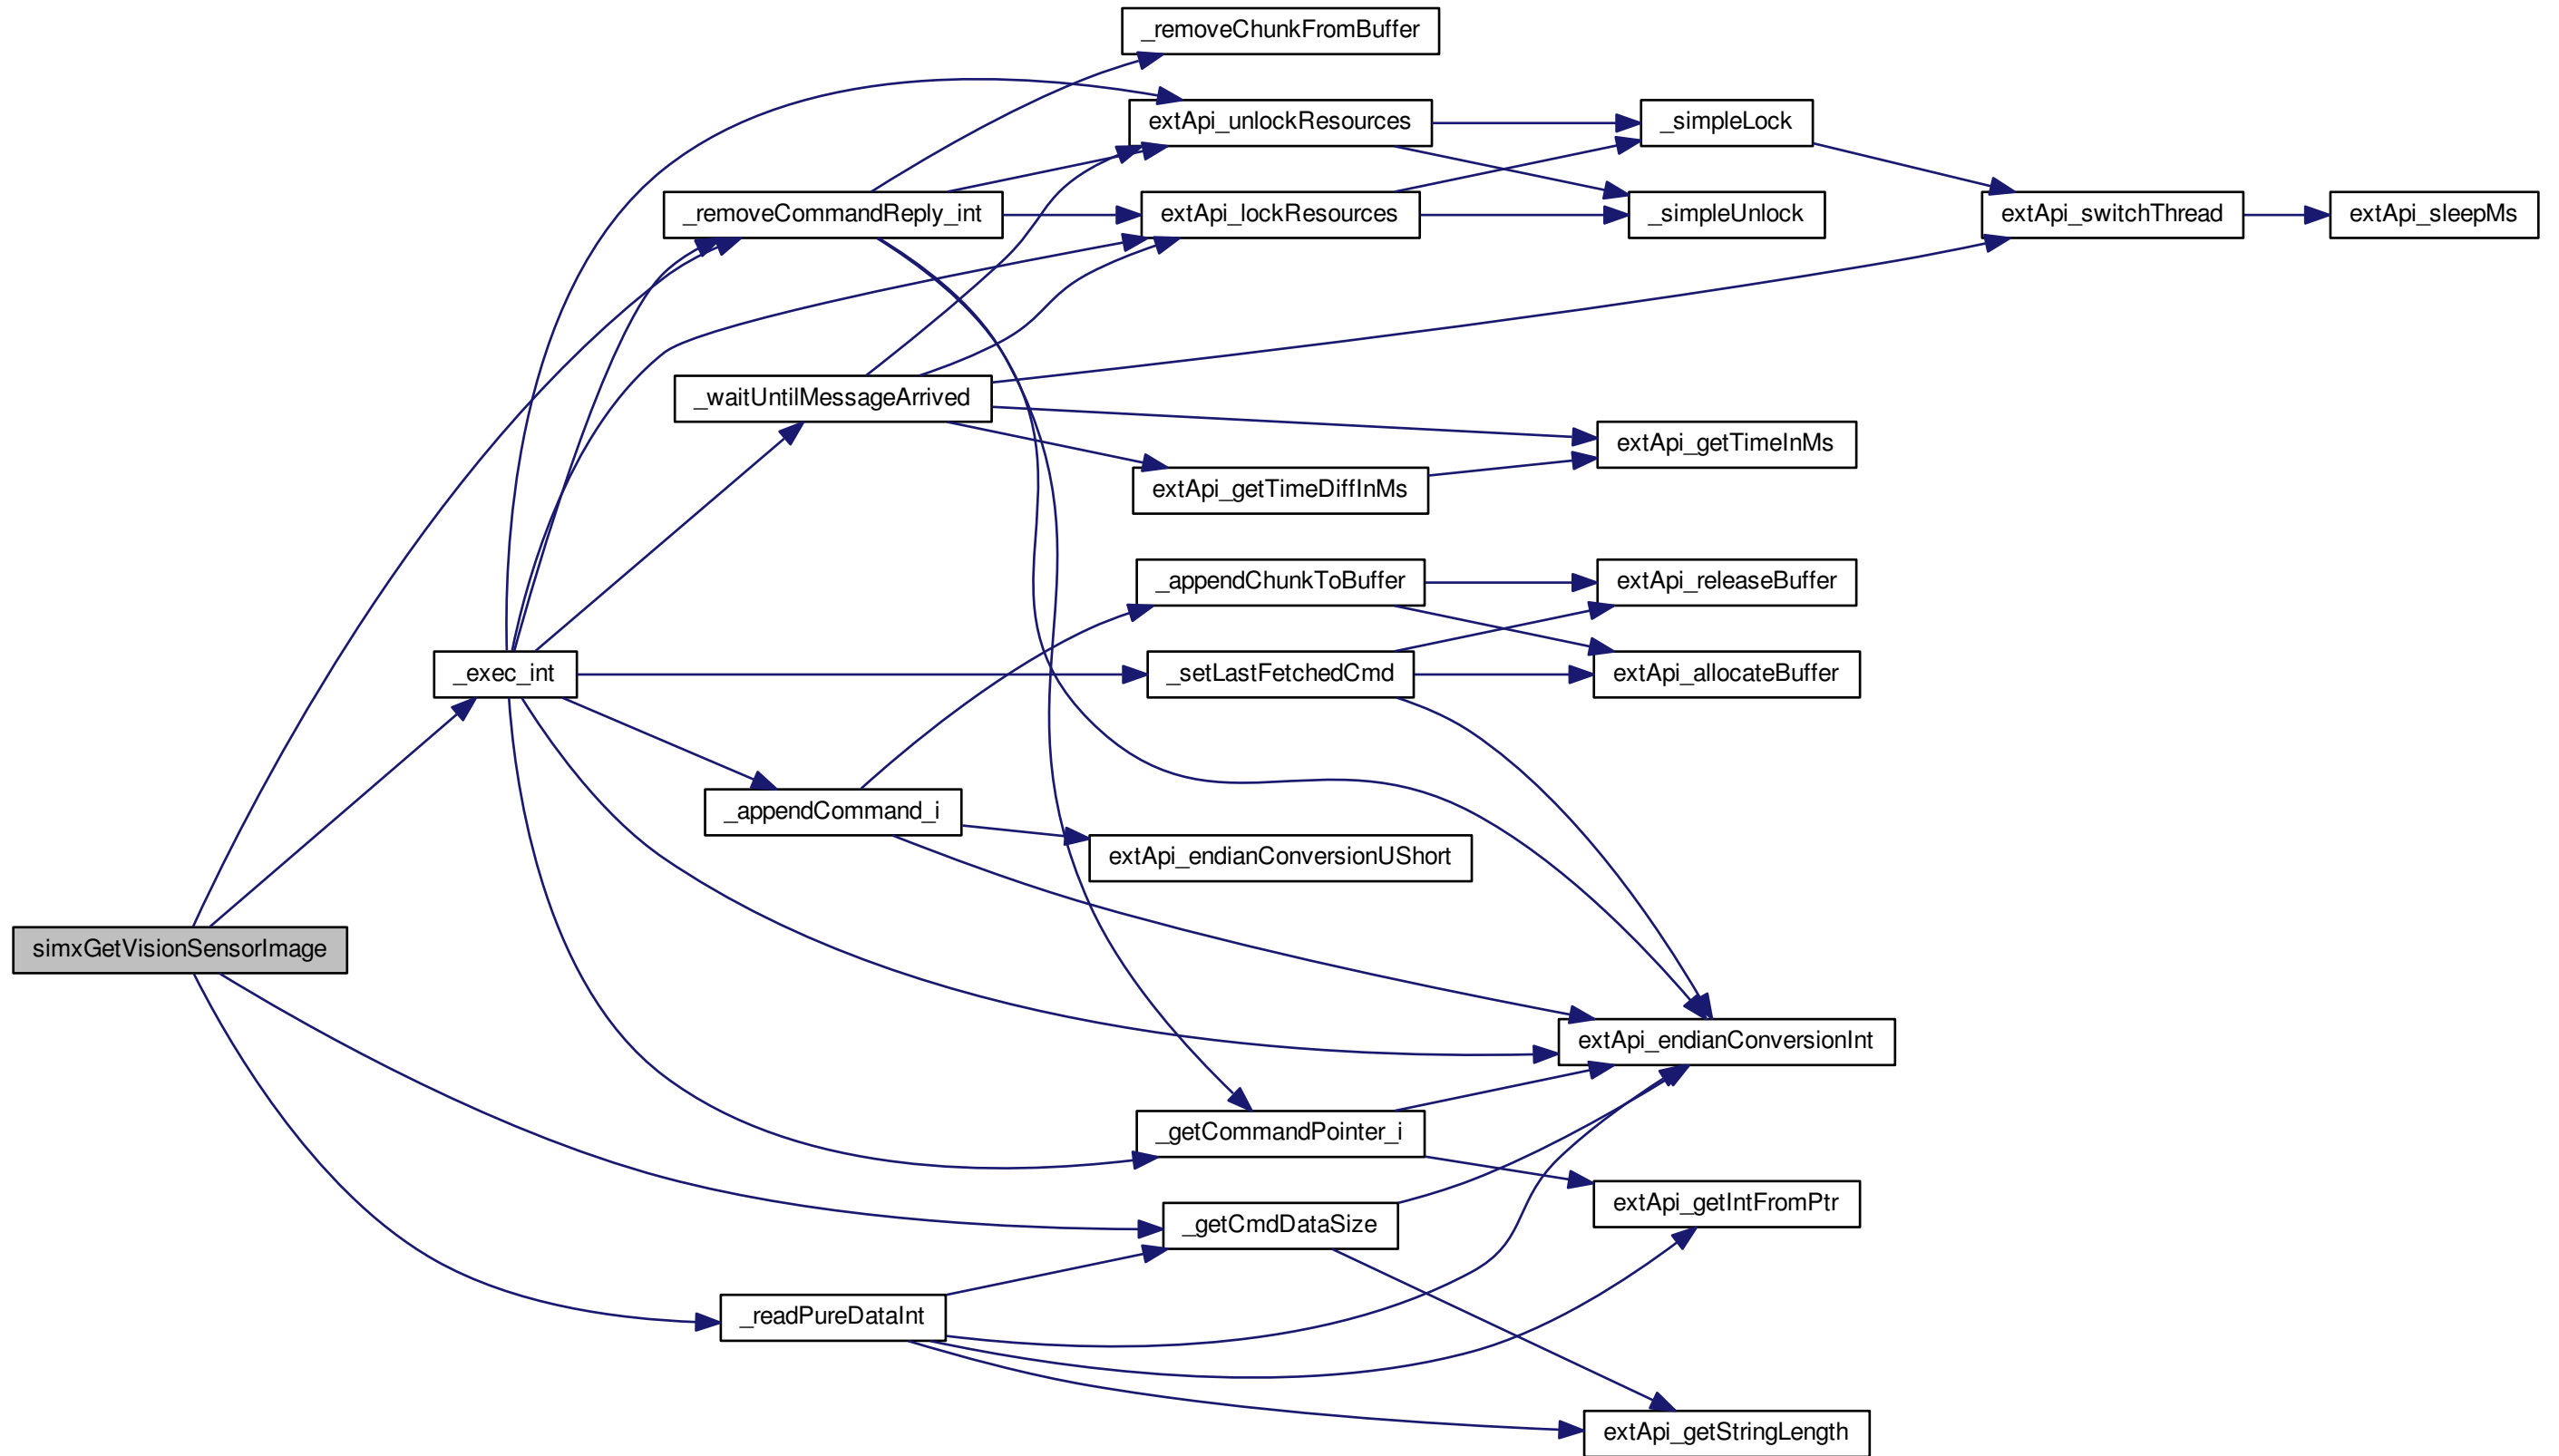 _removeChunkFromBuffer
extApi_unlockResources
_simpleLock
_removeCommandReply_int
extApi_lockResources
_simpleUnlock
extApi_switchThread
extApi_sleepMs
_waitUntilMessageArrived
extApi_getTimeInMs
extApi_getTimeDiffInMs
_appendChunkToBuffer
extApi_releaseBuffer
_exec_int
_setLastFetchedCmd
extApi_allocateBuffer
_appendCommand_i
extApi_endianConversionUShort
simxGetVisionSensorImage
extApi_endianConversionInt
_getCommandPointer_i
extApi_getIntFromPtr
_getCmdDataSize
_readPureDataInt
extApi_getStringLength